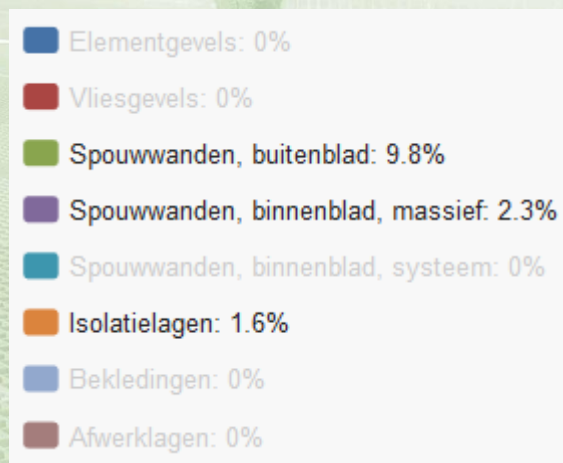 Elementgevels: 0%
Vliesgevels: 0%
Spouwwanden, buitenblad: 9.8%
Spouwwanden, binnenblad, massief: 2.3%
Spouwwanden, binnenblad, systeem: 0%
Isolatielagen: 1.6%
Bekledingen: 0%
Afwerklagen: 0%